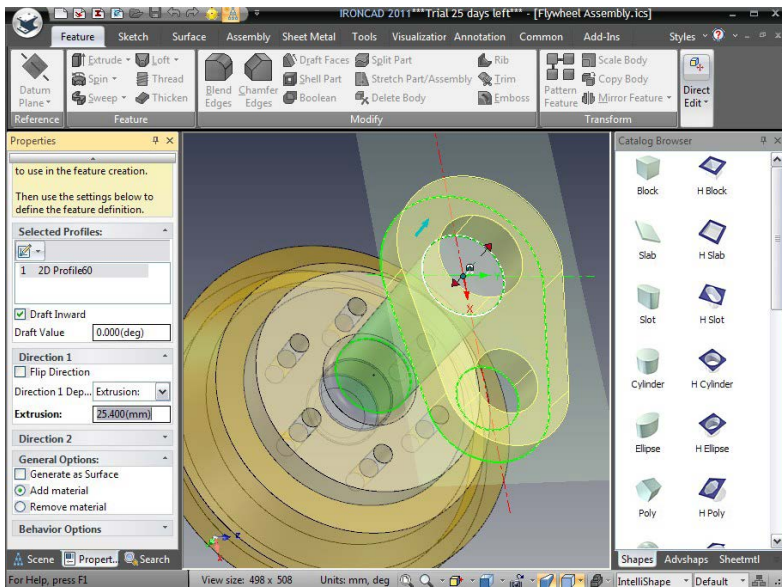 IRONCAD 2011***Trial 25 days left*** - [Flywheel Assembly.ics]
Feature Sketch Surface Assembly Sheet Metal Tools Visualization Annotation Common Add-Ins Styles
Datum Plane
Extrude
Spin
Sweep
Loft
Thread
Thicken
Blend Edges
Chamfer Edges
Draft Faces
Shell Part
Boolean
Split Part
Stretch Part/Assembly
Delete Body
Rib
Trim
Emboss
Pattern Feature
Scale Body
Copy Body
Mirror Feature
Direct Edit
Reference Feature Modify Transform
Properties
to use in the feature creation.
Then use the settings below to
define the feature definition.
Selected Profiles:
1 2D Profile60
Draft Inward
Draft Value 0.000(deg)
Direction 1
Flip Direction
Direction 1 Dep... Extrusion:
Extrusion: 25.400(mm)
Direction 2
General Options:
Generate as Surface
Add material
Remove material
Behavior Options
Scene Propert... Search
X
Catalog Browser
Block H Block
Slab H Slab
Slot H Slot
Cylinder H Cylinder
Ellipse H Ellipse
Poly H Poly
Shapes Advshaps Sheetmtl
For Help, press F1 View size: 498 x 508 Units: mm, deg IntelliShape Default